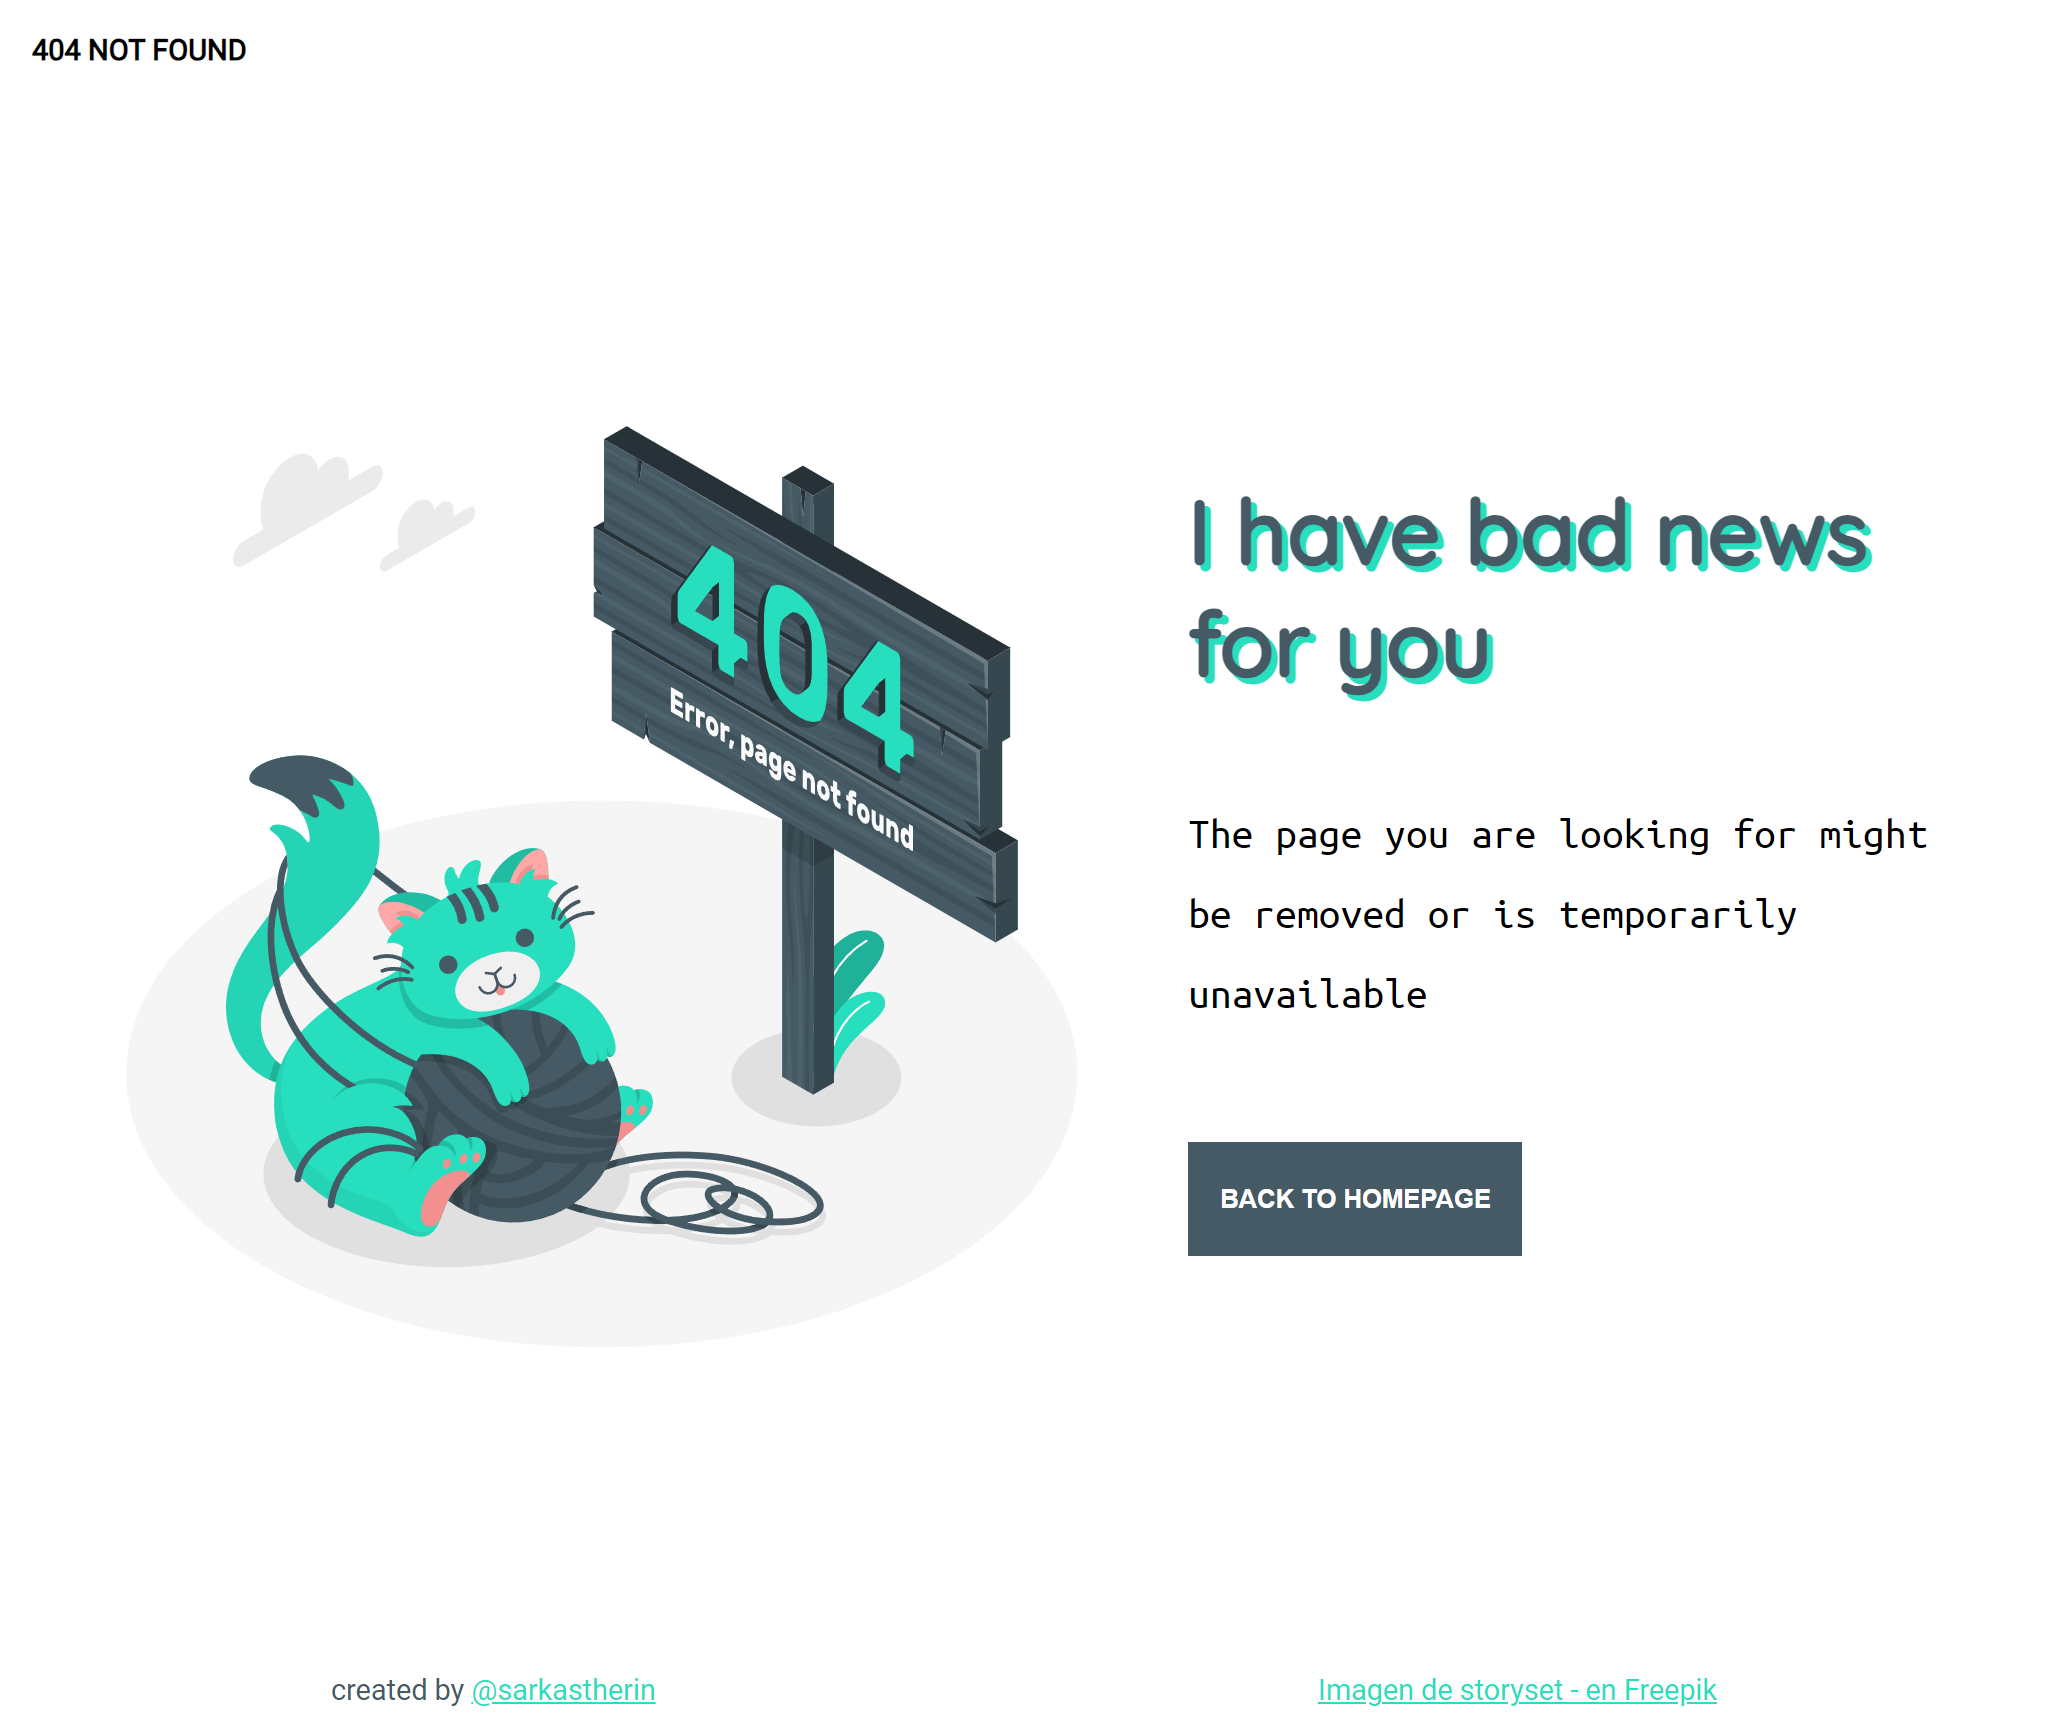 404 NOT FOUND
404
Error, page not found
I have bad news
for you
The page you are looking for might
be removed or is temporarily
unavailable
BACK TO HOMEPAGE
created by @sarkastherin
Imagen de storyset - en Freepik